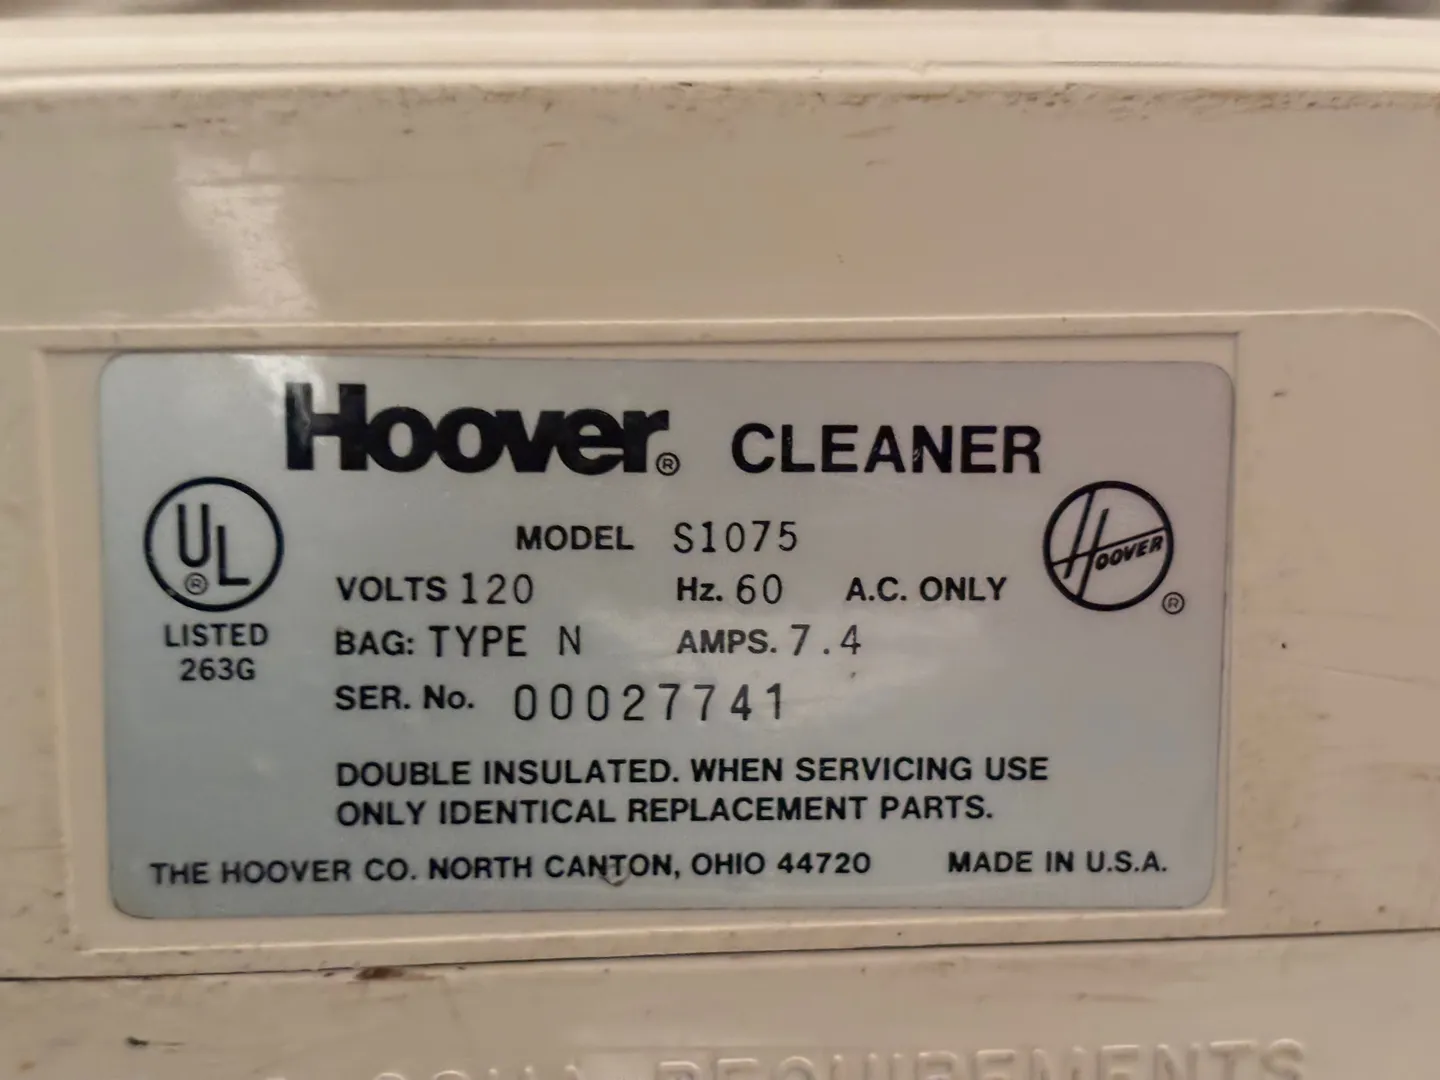 Hoover® CLEANER
UL®
LISTED
263G
MODEL S1075
VOLTS 120 Hz. 60 A.C. ONLY
BAG: TYPE N AMPS. 7.4
SER. No. 00027741
HOOVER ®
DOUBLE INSULATED. WHEN SERVICING USE
ONLY IDENTICAL REPLACEMENT PARTS.
THE HOOVER CO. NORTH CANTON, OHIO 44720 MADE IN U.S.A.
REQUIREMENTS